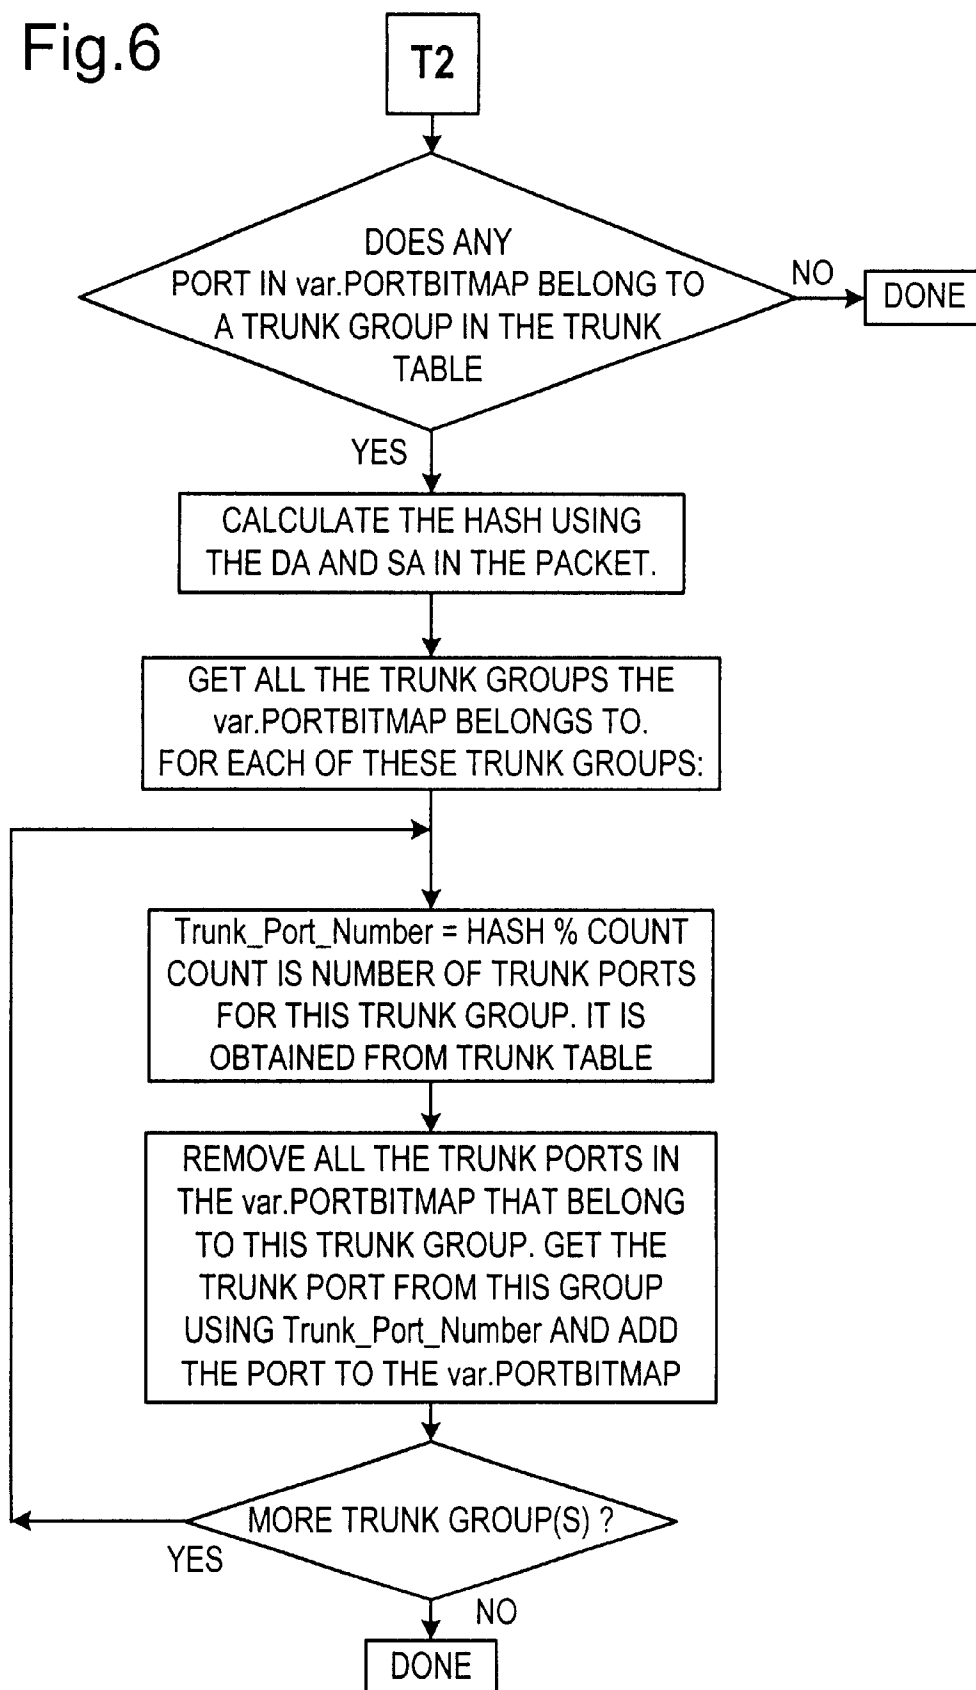 Fig.6
T2
DOES ANY
PORT IN var.PORTBITMAP BELONG TO
A TRUNK GROUP IN THE TRUNK
TABLE
NO
DONE
YES
CALCULATE THE HASH USING
THE DA AND SA IN THE PACKET.
GET ALL THE TRUNK GROUPS THE
var.PORTBITMAP BELONGS TO.
FOR EACH OF THESE TRUNK GROUPS:
Trunk_Port_Number = HASH % COUNT
COUNT IS NUMBER OF TRUNK PORTS
FOR THIS TRUNK GROUP. IT IS
OBTAINED FROM TRUNK TABLE
REMOVE ALL THE TRUNK PORTS IN
THE var.PORTBITMAP THAT BELONG
TO THIS TRUNK GROUP. GET THE
TRUNK PORT FROM THIS GROUP
USING Trunk_Port_Number AND ADD
THE PORT TO THE var.PORTBITMAP
MORE TRUNK GROUP(S) ?
YES
NO
DONE